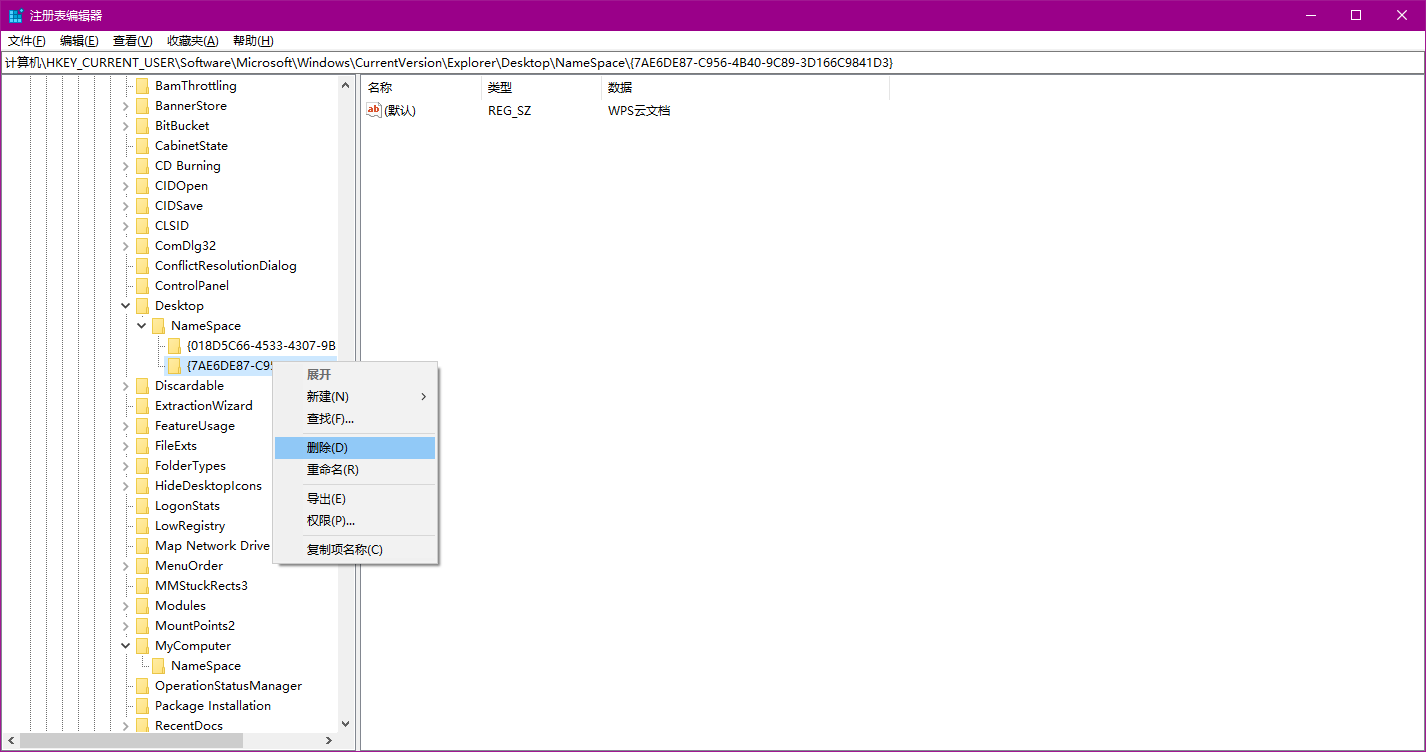 注册表编辑器
文件(F) 编辑(E) 查看(V) 收藏夹(A) 帮助(H)
计算机\HKEY_CURRENT_USER\Software\Microsoft\Windows\CurrentVersion\Explorer\Desktop\NameSpace\{7AE6DE87-C956-4B40-9C89-3D166C9841D3}
BamThrottling
BannerStore
BitBucket
CabinetState
CD Burning
CIDOpen
CIDSave
CLSID
ComDlg32
ConflictResolutionDialog
ControlPanel
Desktop
NameSpace
{018D5C66-4533-4307-9B
{7AE6DE87-C95
Discardable
ExtractionWizard
FeatureUsage
FileExts
FolderTypes
HideDesktopIcons
LogonStats
LowRegistry
Map Network Drive
MenuOrder
MMStuckRects3
Modules
MountPoints2
MyComputer
NameSpace
OperationStatusManager
Package Installation
RecentDocs
名称 类型 数据
ab (默认) REG_SZ WPS云文档
展开
新建(N)
查找(F)...
删除(D)
重命名(R)
导出(E)
权限(P)...
复制项名称(C)